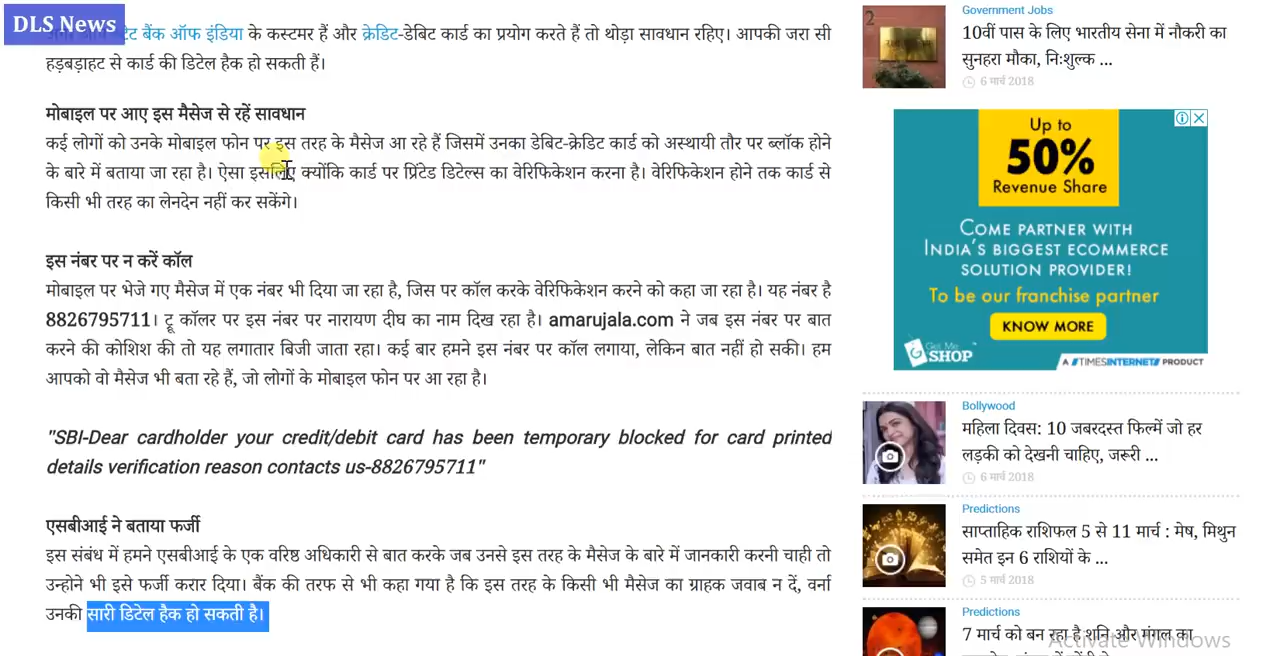 DLS News
बैंक ऑफ इंडिया के कस्टमर हैं और क्रेडिट-डेबिट कार्ड का प्रयोग करते हैं तो थोड़ा सावधान रहिए। आपकी जरा सी
हड़बड़ाहट से कार्ड की डिटेल हैक हो सकती हैं।
मोबाइल पर आए इस मैसेज से रहें सावधान
कई लोगों को उनके मोबाइल फोन पर इस तरह के मैसेज आ रहे हैं जिसमें उनका डेबिट-क्रेडिट कार्ड को अस्थायी तौर पर ब्लॉक होने
के बारे में बताया जा रहा है। ऐसा इसलिए क्योंकि कार्ड पर प्रिंटेड डिटेल्स का वेरिफिकेशन करना है। वेरिफिकेशन होने तक कार्ड से
किसी भी तरह का लेनदेन नहीं कर सकेंगे।
इस नंबर पर न करें कॉल
मोबाइल पर भेजे गए मैसेज में एक नंबर भी दिया जा रहा है, जिस पर कॉल करके वेरिफिकेशन करने को कहा जा रहा है। यह नंबर है
8826795711। ट्रू कॉलर पर इस नंबर पर नारायण दीघ का नाम दिख रहा है। amarujala.com ने जब इस नंबर पर बात
करने की कोशिश की तो यह लगातार बिजी जाता रहा। कई बार हमने इस नंबर पर कॉल लगाया, लेकिन बात नहीं हो सकी। हम
आपको वो मैसेज भी बता रहे हैं, जो लोगों के मोबाइल फोन पर आ रहा है।
"SBI-Dear cardholder your credit/debit card has been temporary blocked for card printed
details verification reason contacts us-8826795711"
एसबीआई ने बताया फर्जी
इस संबंध में हमने एसबीआई के एक वरिष्ठ अधिकारी से बात करके जब उनसे इस तरह के मैसेज के बारे में जानकारी करनी चाही तो
उन्होने भी इसे फर्जी करार दिया। बैंक की तरफ से भी कहा गया है कि इस तरह के किसी भी मैसेज का ग्राहक जवाब न दें, वर्ना
उनकी सारी डिटेल हैक हो सकती है।
2
Government Jobs
10वीं पास के लिए भारतीय सेना में नौकरी का
सुनहरा मौका, निःशुल्क ...
6 मार्च 2018
Up to
50%
Revenue Share
COME PARTNER WITH
INDIA'S BIGGEST ECOMMERCE
SOLUTION PROVIDER!
To be our franchise partner
KNOW MORE
Get Me
SHOP
A TIMESINTERNET PRODUCT
Bollywood
महिला दिवस: 10 जबरदस्त फिल्में जो हर
लड़की को देखनी चाहिए, जरूरी ...
6 मार्च 2018
Predictions
साप्ताहिक राशिफल 5 से 11 मार्च : मेष, मिथुन
समेत इन 6 राशियों के ...
5 मार्च 2018
Predictions
7 मार्च को बन रहा है शनि और मंगल का
Activate Windows